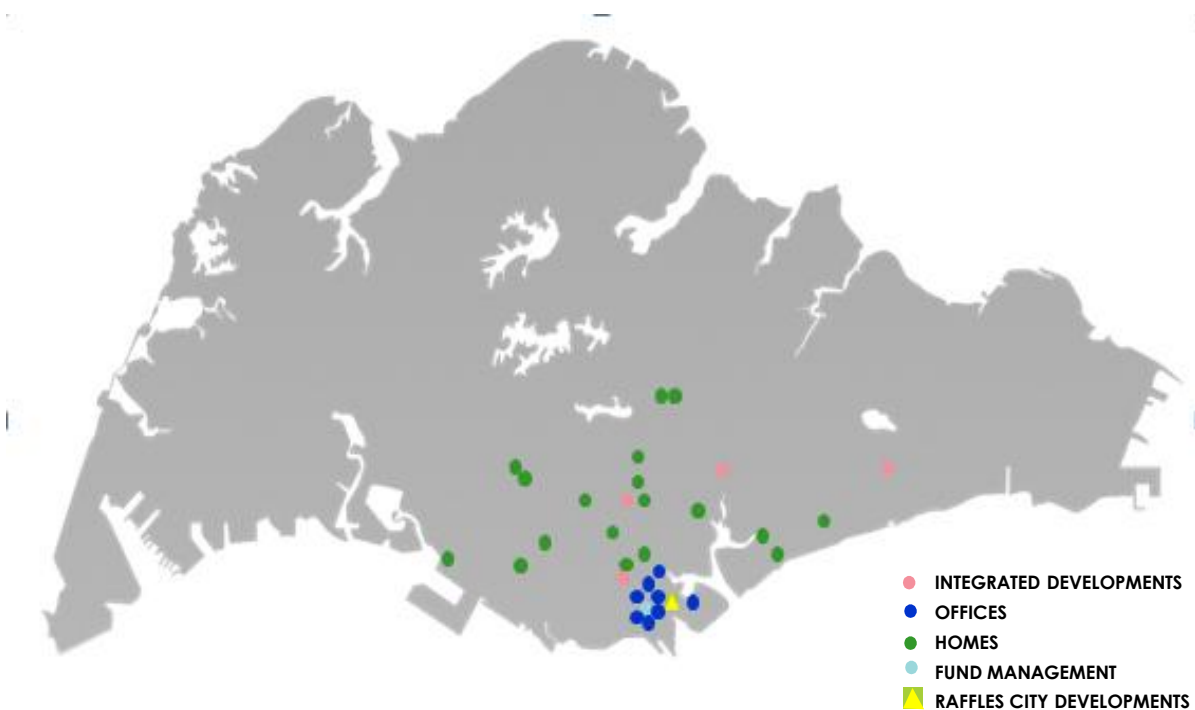 INTEGRATED DEVELOPMENTS
OFFICES
HOMES
FUND MANAGEMENT
RAFFLES CITY DEVELOPMENTS